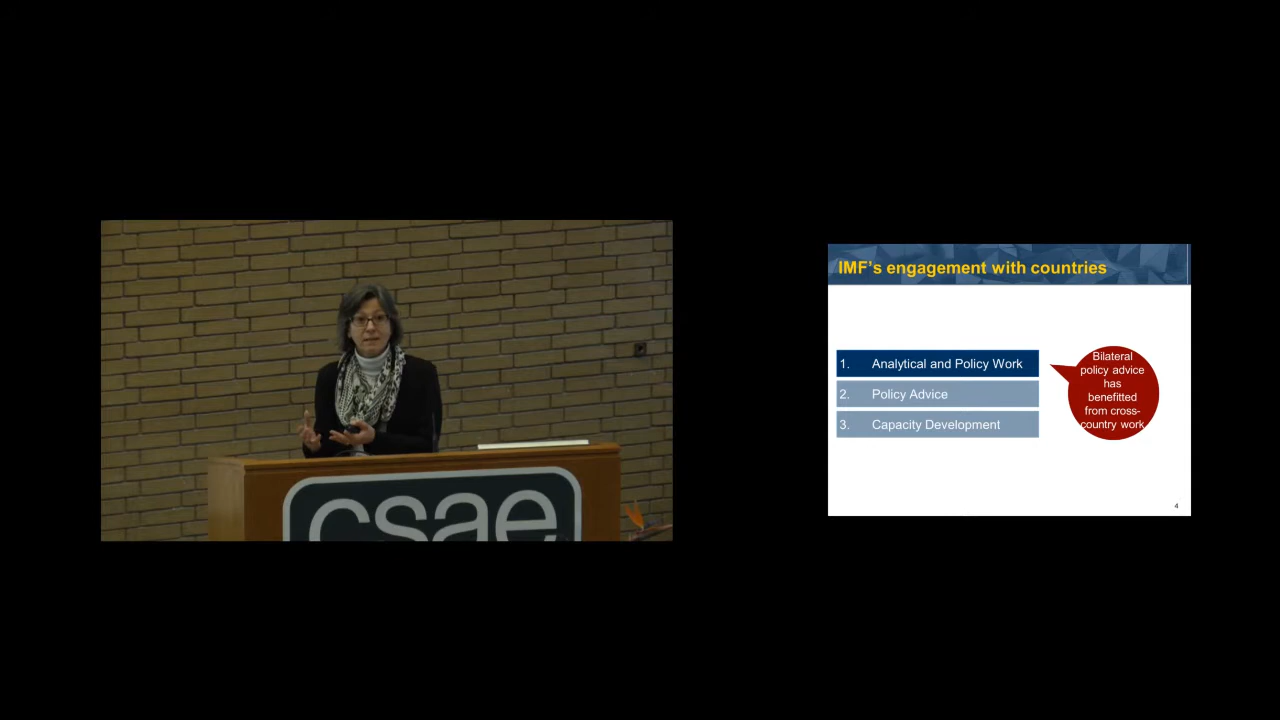 csae
IMF's engagement with countries
1. Analytical and Policy Work
2. Policy Advice
3. Capacity Development
Bilateral
policy advice
has
benefitted
from cross-
country work
4